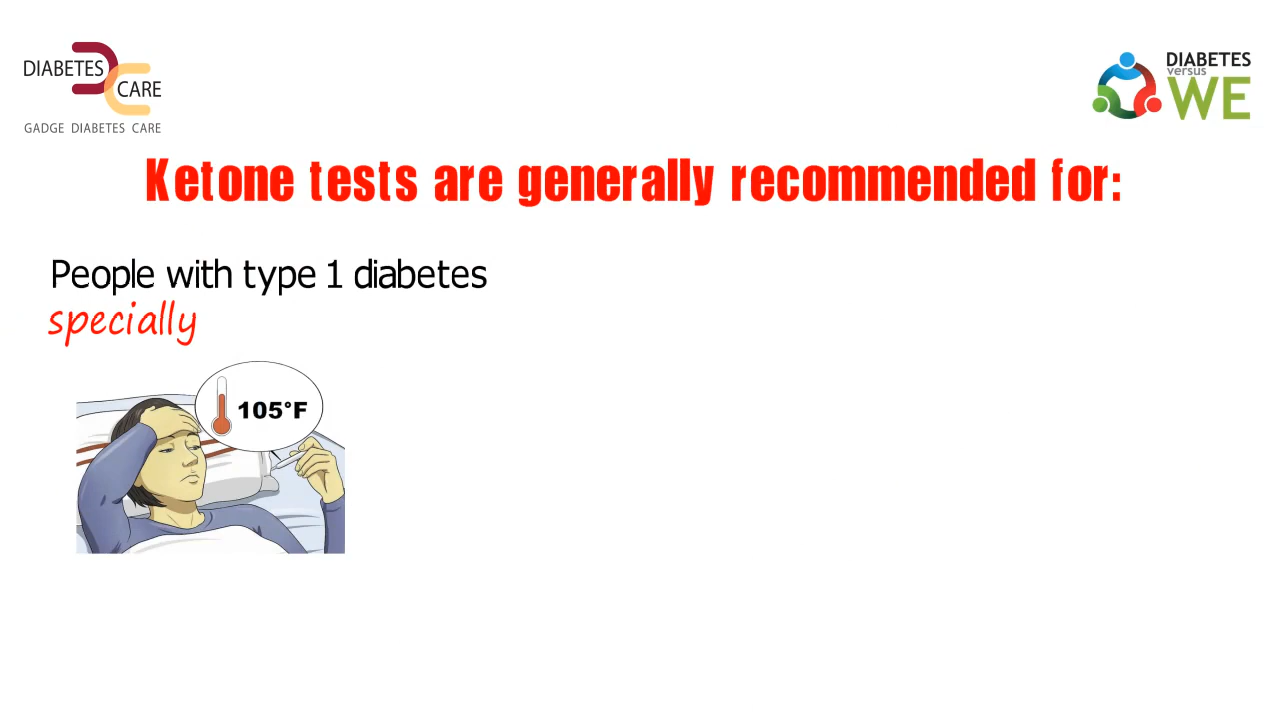 DIABETES
CARE
GADGE DIABETES CARE
DIABETES
versus
WE
Ketone tests are generally recommended for:
People with type 1 diabetes
specially
105°F